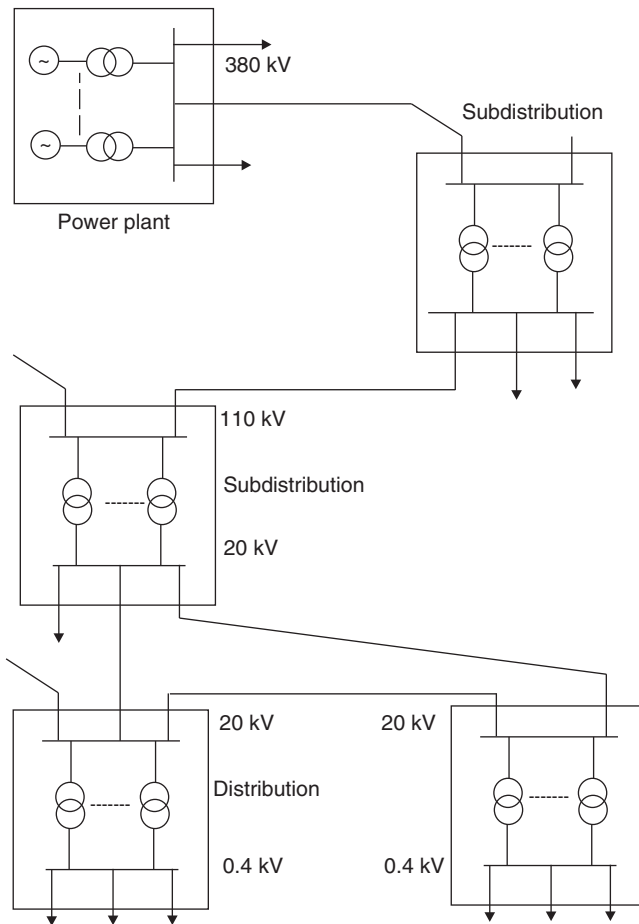 ~
~
380 kV
Power plant
Subdistribution
110 kV
Subdistribution
20 kV
20 kV
20 kV
Distribution
0.4 kV
0.4 kV